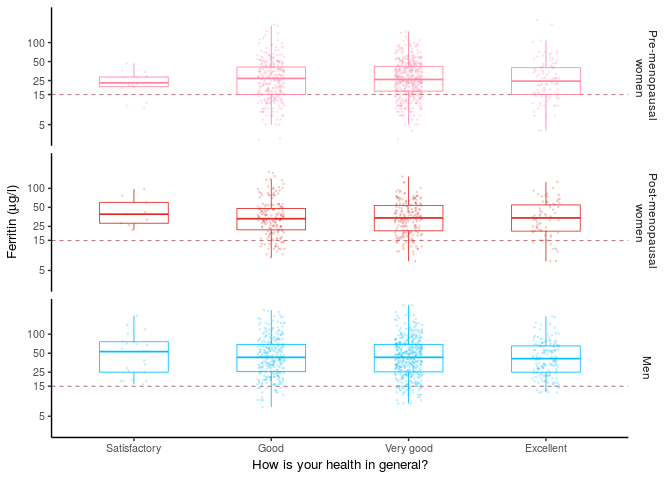 Ferritin (µg/l)
100
50
25
15
5
Pre-menopausal
women
100
50
25
15
5
Post-menopausal
women
100
50
25
15
5
Men
Satisfactory Good Very good Excellent
How is your health in general?